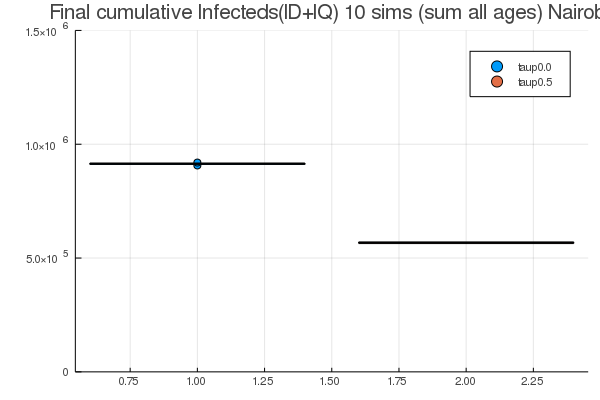 Final cumulative Infecteds(ID+IQ) 10 sims (sum all ages) Nairob
1.5×10 6
taup0.0
taup0.5
1.0×10 6
5.0×10 5
0
0.75 1.00 1.25 1.50 1.75 2.00 2.25